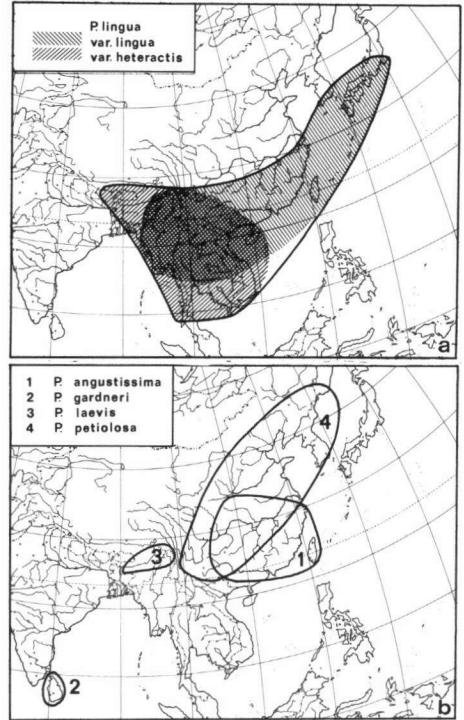 P. lingua
var. lingua
var. heteractis
a
1 P. angustissima
2 P. gardneri
3 P. laevis
4 P. petiolosa
4
3
1
2
b